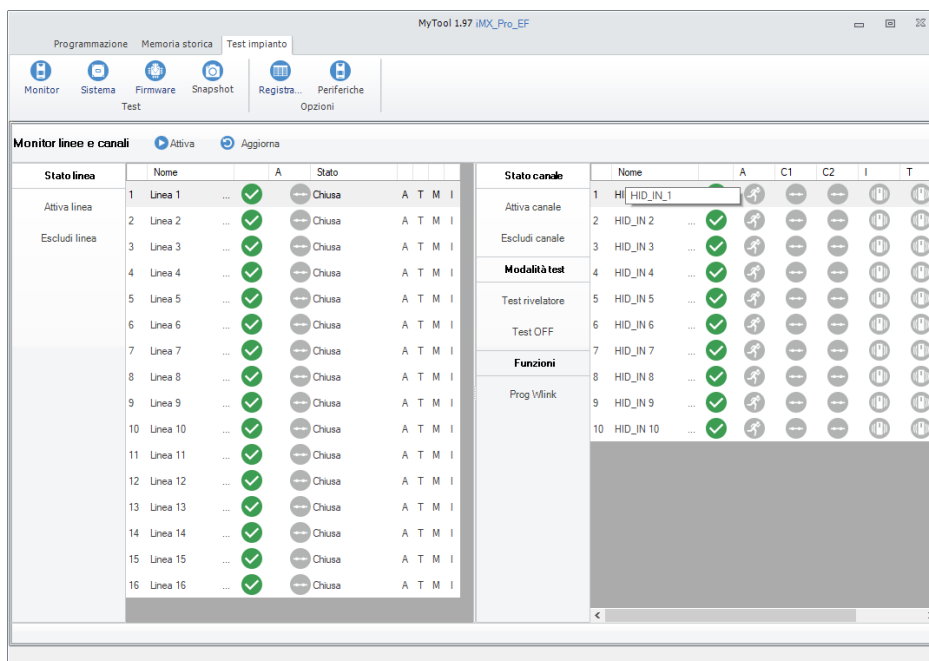 MyTool 1.97 iMX_Pro_EF
Programmazione Memoria storica Test impianto
Monitor Sistema Firmware Snapshot Registra... Periferiche
Test Opzioni
Monitor linee e canali Attiva Aggiorna
Stato linea
Attiva linea
Escludi linea
Nome A Stato
1 Linea 1 ... Chiusa A T M I
2 Linea 2 ... Chiusa A T M I
3 Linea 3 ... Chiusa A T M I
4 Linea 4 ... Chiusa A T M I
5 Linea 5 ... Chiusa A T M I
6 Linea 6 ... Chiusa A T M I
7 Linea 7 ... Chiusa A T M I
8 Linea 8 ... Chiusa A T M I
9 Linea 9 ... Chiusa A T M I
10 Linea 10 ... Chiusa A T M I
11 Linea 11 ... Chiusa A T M I
12 Linea 12 ... Chiusa A T M I
13 Linea 13 ... Chiusa A T M I
14 Linea 14 ... Chiusa A T M I
15 Linea 15 ... Chiusa A T M I
16 Linea 16 ... Chiusa A T M I
Stato canale
Attiva canale
Escludi canale
Modalità test
Test rivelatore
Test OFF
Funzioni
Prog Wlink
Nome A C1 C2 I T
1 HID_IN_1
2 HID_IN 2 ...
3 HID_IN 3 ...
4 HID_IN 4 ...
5 HID_IN 5 ...
6 HID_IN 6 ...
7 HID_IN 7 ...
8 HID_IN 8 ...
9 HID_IN 9 ...
10 HID_IN 10 ...